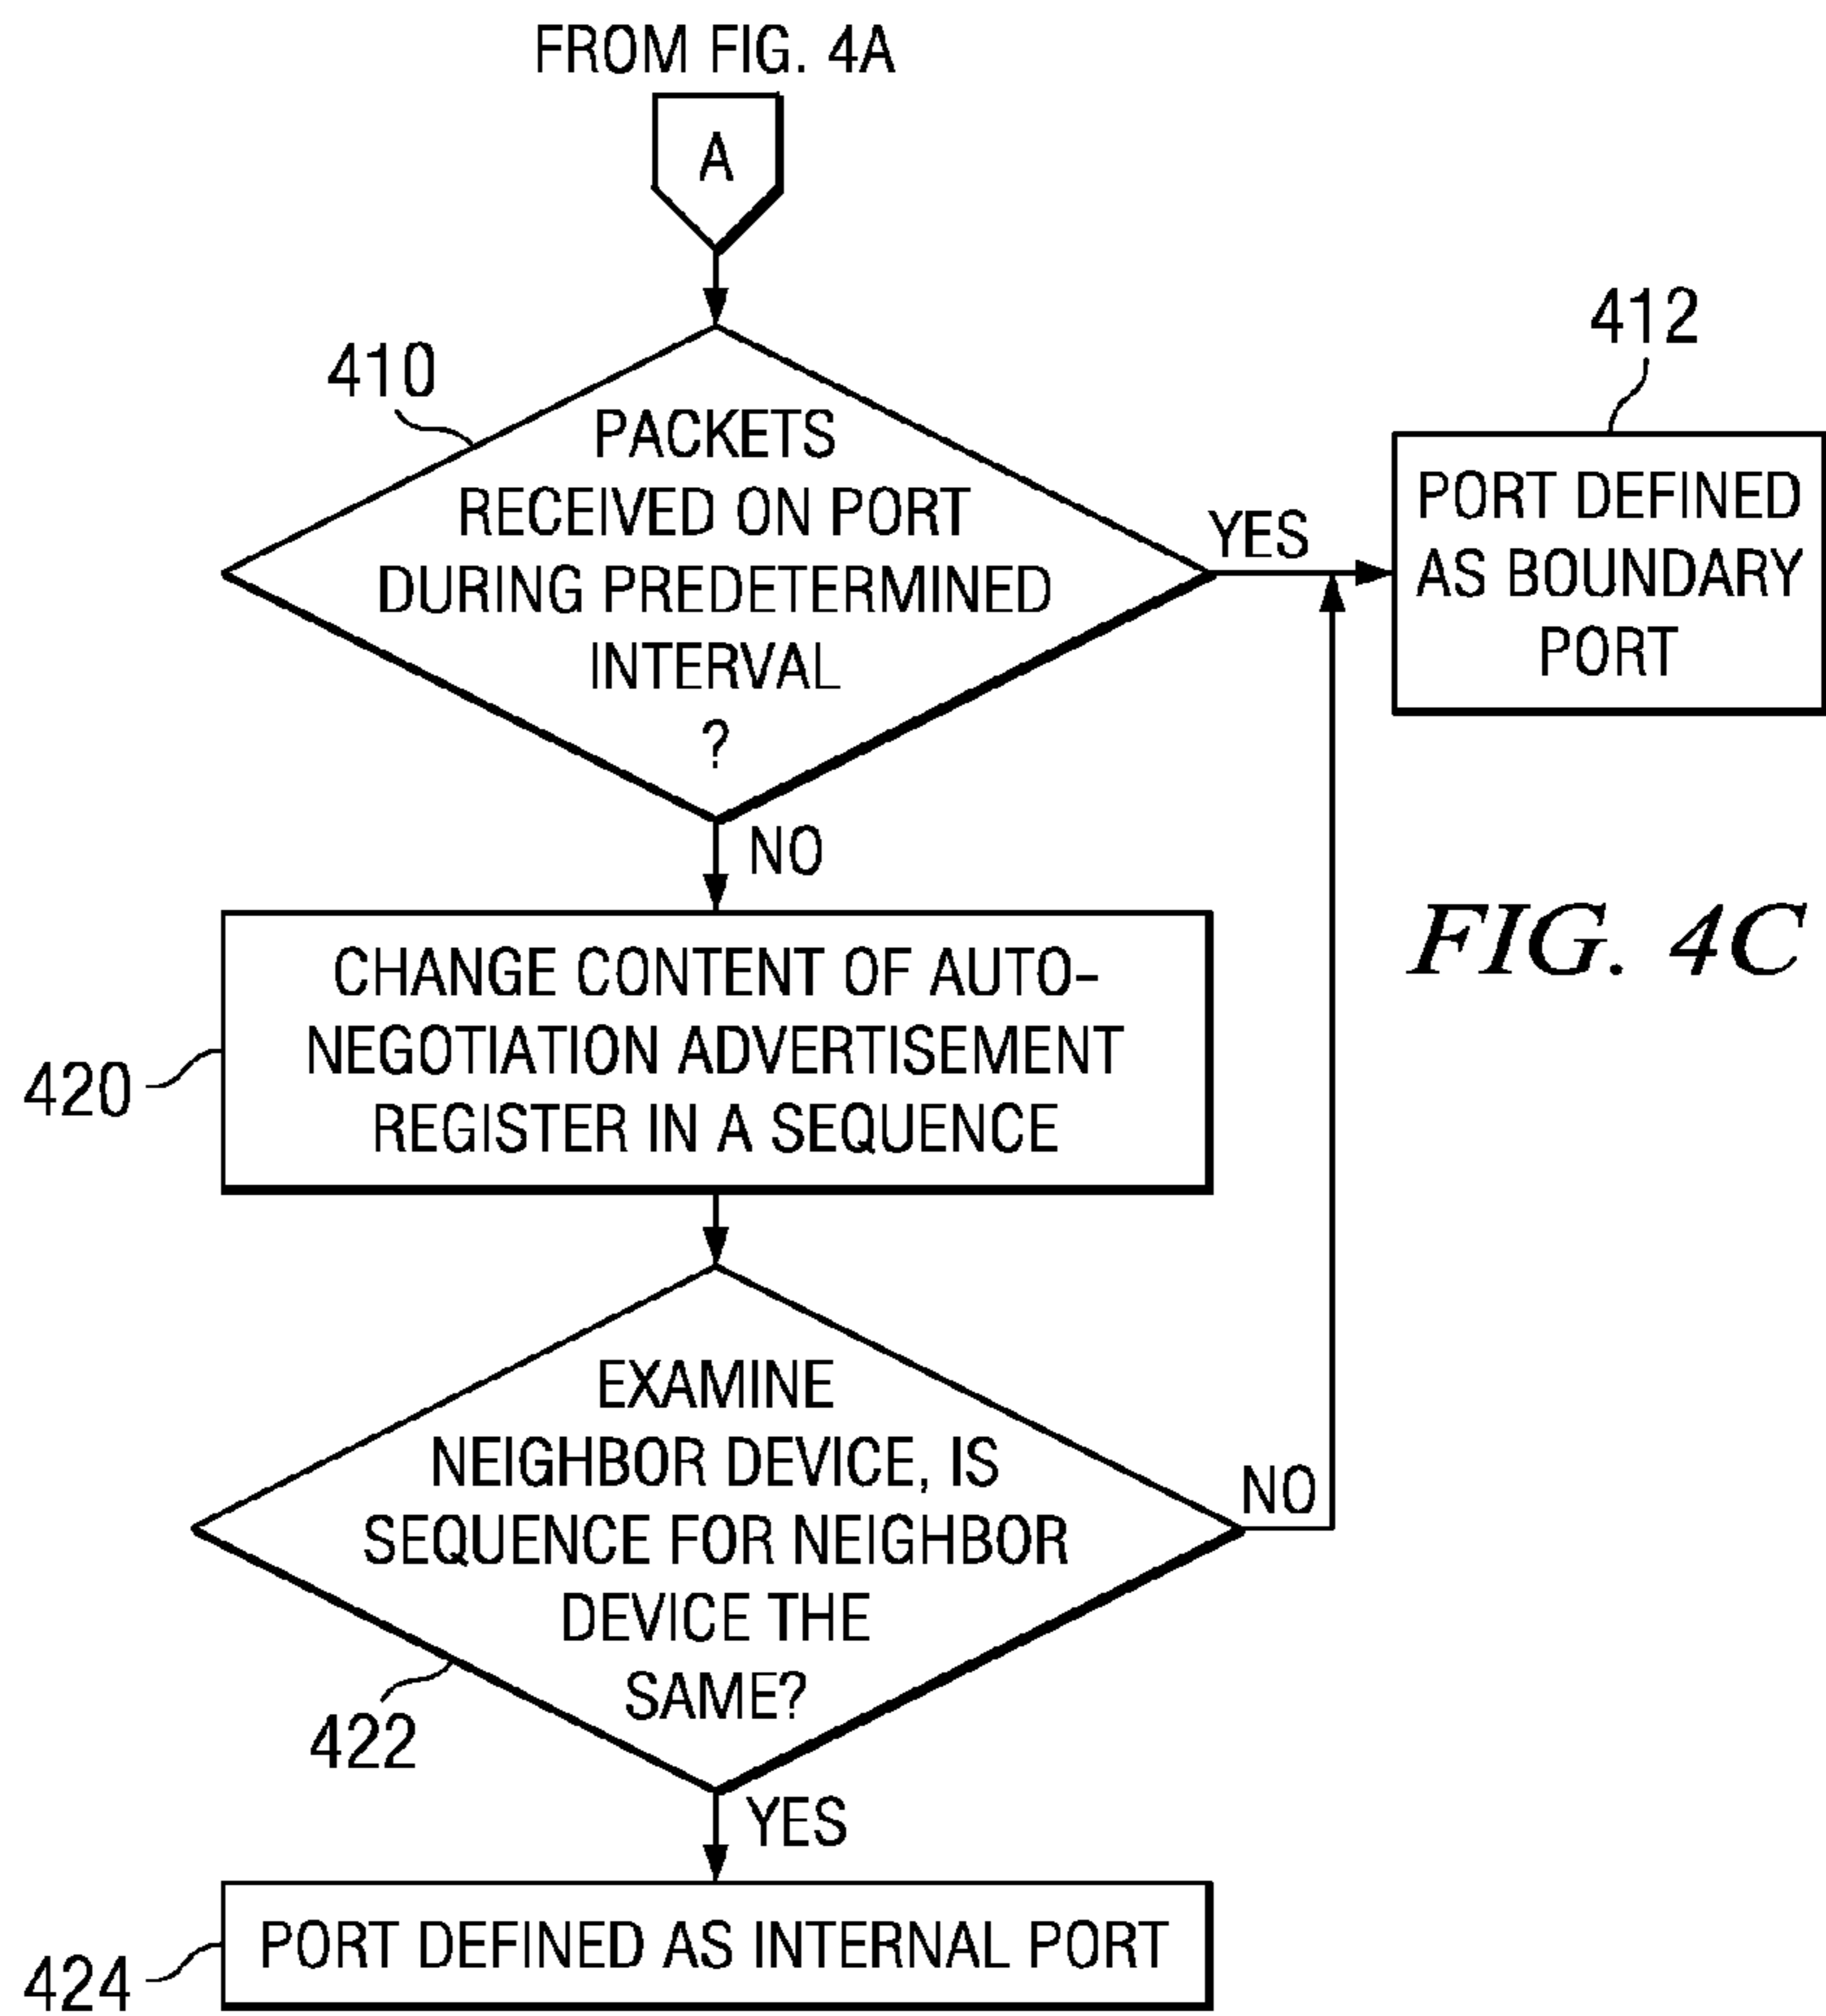 FROM FIG. 4A
A
410
PACKETS
RECEIVED ON PORT
DURING PREDETERMINED
INTERVAL
?
YES
412
PORT DEFINED
AS BOUNDARY
PORT
NO
FIG. 4C
420
CHANGE CONTENT OF AUTO-
NEGOTIATION ADVERTISEMENT
REGISTER IN A SEQUENCE
EXAMINE
NEIGHBOR DEVICE, IS
SEQUENCE FOR NEIGHBOR
DEVICE THE
SAME?
NO
422
YES
424
PORT DEFINED AS INTERNAL PORT